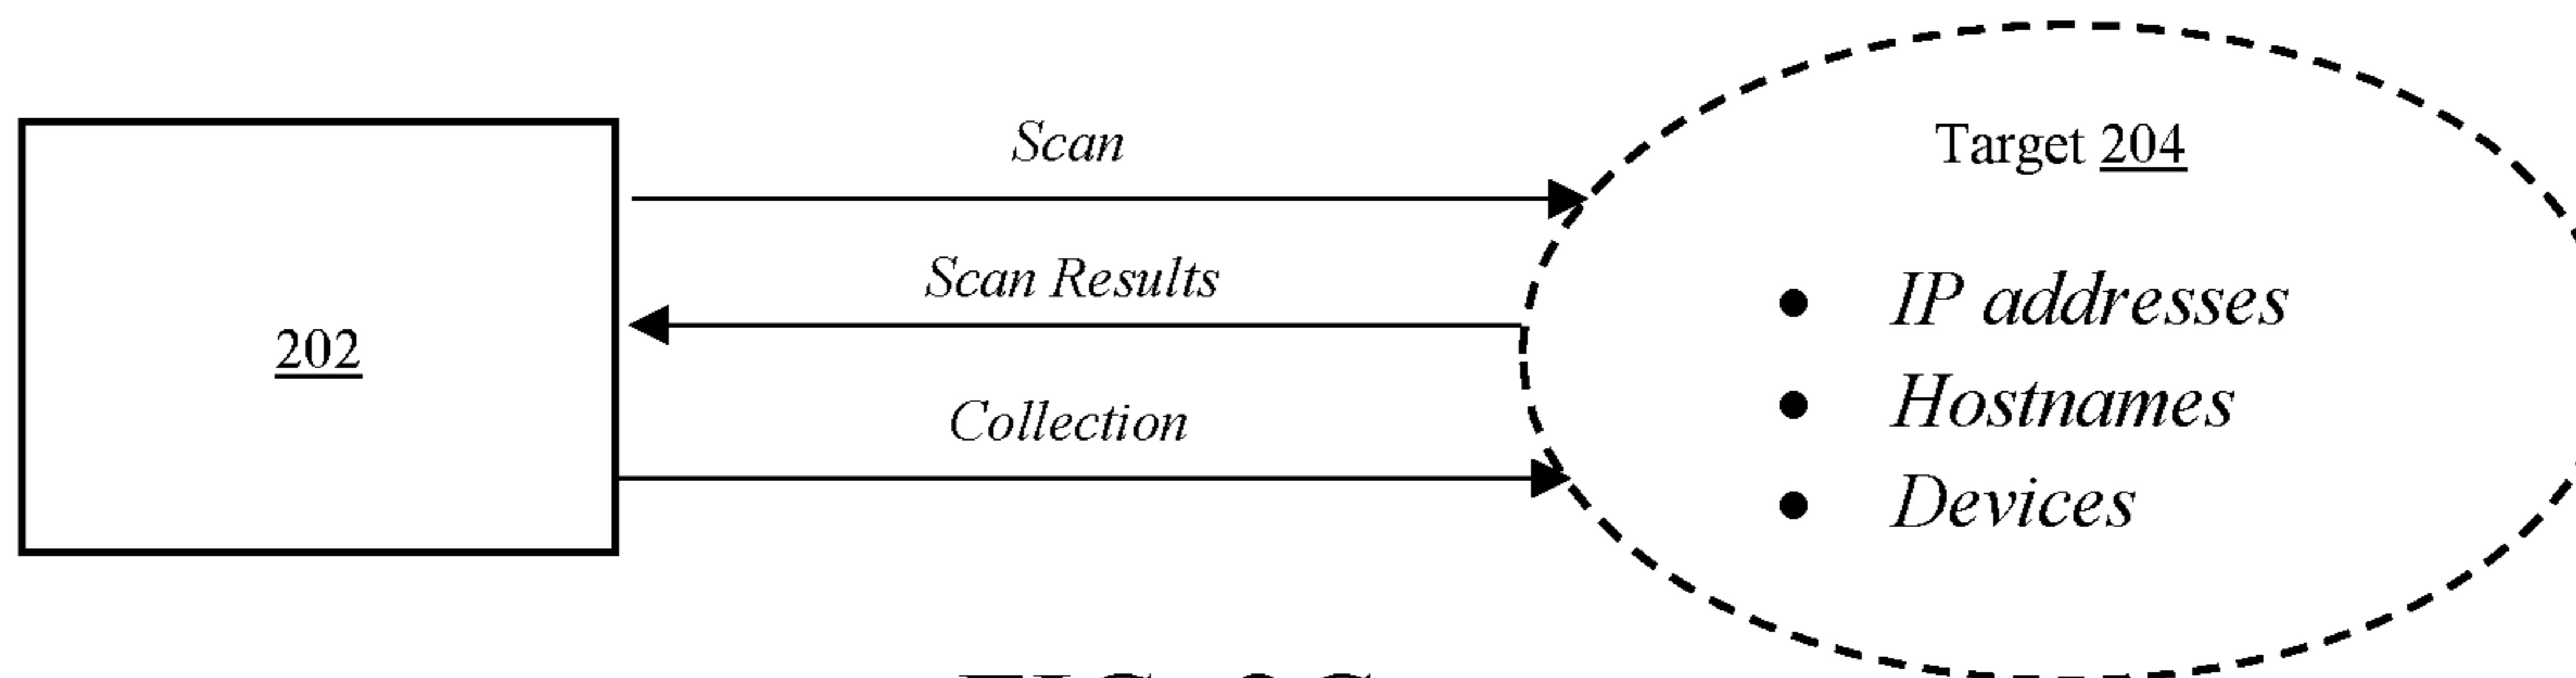 Scan
Target 204
Scan Results
IP addresses
202
Hostnames
Collection
Devices